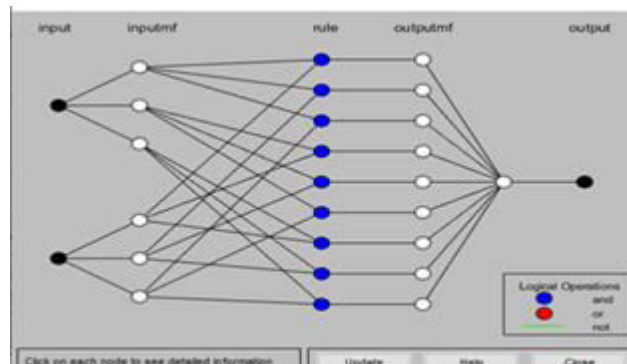 input inputmf rule outputmf output
Logical Operations
and
or
not
Click on each node to see detailed information
Update Help Close